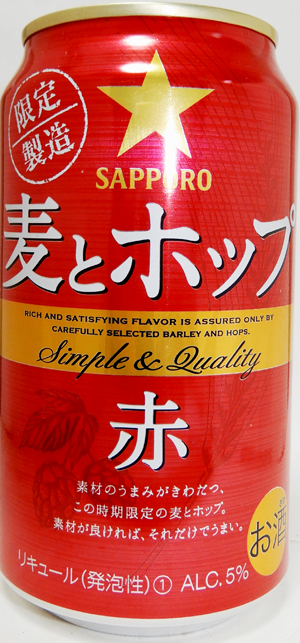 限定
製造
SAPPORO
麦とホップ
RICH AND SATISFYING FLAVOR IS ASSURED ONLY BY
CAREFULLY SELECTED BARLEY AND HOPS.
Simple & Quality
赤
素材のうまみがきわだつ、
この時期限定の麦とホップ。
素材が良ければ、それだけでうまい。
お酒
リキュール(発泡性)① ALC.5%